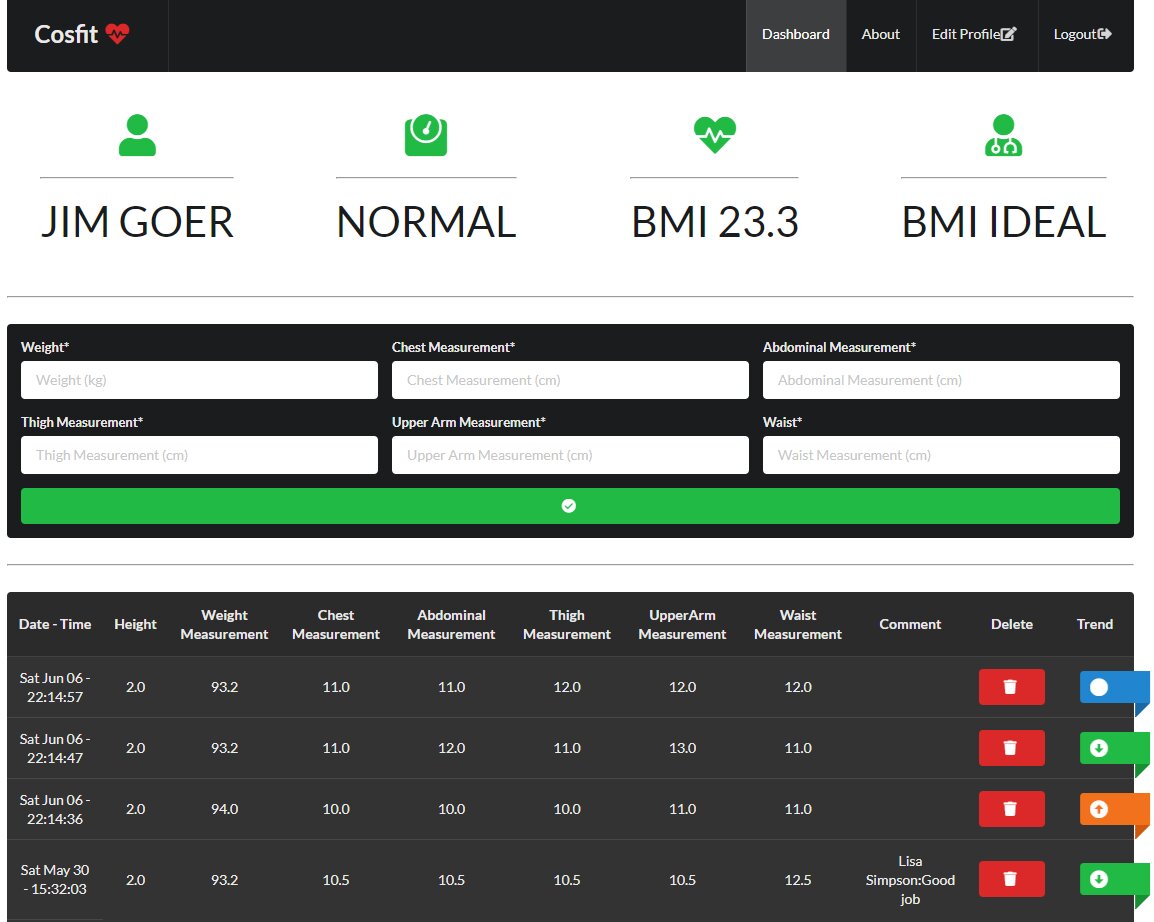 Cosfit
Dashboard About Edit Profile Logout
JIM GOER NORMAL BMI 23.3 BMI IDEAL
Weight* Chest Measurement* Abdominal Measurement*
Weight (kg) Chest Measurement (cm) Abdominal Measurement (cm)
Thigh Measurement* Upper Arm Measurement* Waist*
Thigh Measurement (cm) Upper Arm Measurement (cm) Waist Measurement (cm)
Date - Time Height Weight Measurement Chest Measurement Abdominal Measurement Thigh Measurement UpperArm Measurement Waist Measurement Comment Delete Trend
Sat Jun 06 - 22:14:57 2.0 93.2 11.0 11.0 12.0 12.0 12.0
Sat Jun 06 - 22:14:47 2.0 93.2 11.0 12.0 11.0 13.0 11.0
Sat Jun 06 - 22:14:36 2.0 94.0 10.0 10.0 10.0 11.0 11.0
Sat May 30 - 15:32:03 2.0 93.2 10.5 10.5 10.5 10.5 12.5 Lisa Simpson:Good job